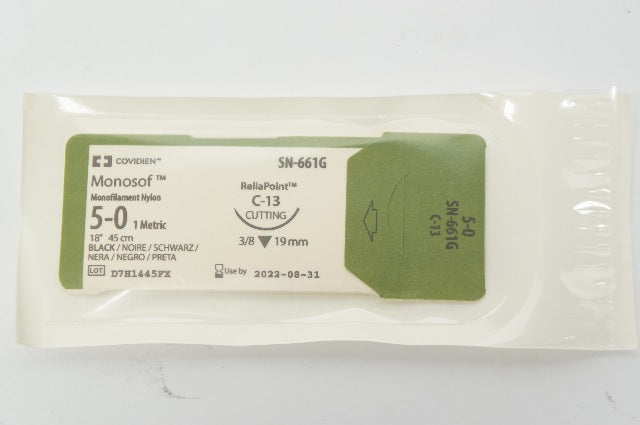 COVIDIEN™
SN-661G
Monosof™
Monofilament Nylon
5-0 1 Metric
18" 45 cm
BLACK / NOIRE / SCHWARZ /
NERA / NEGRO / PRETA
LOT D7H1445FX
ReliaPoint™
C-13
CUTTING
3/8 ▼ 19 mm
Use by 2022-08-31
5-0
SN-661G
C-13